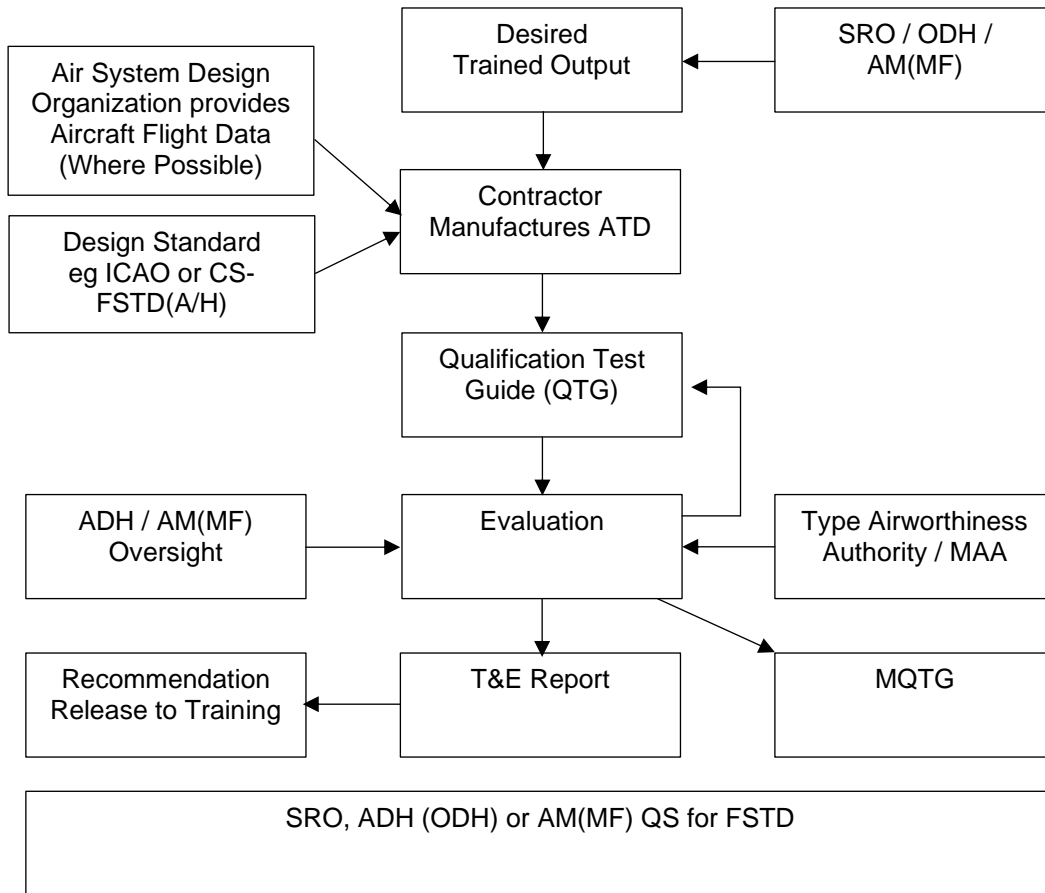 Desired
Trained Output
SRO / ODH /
AM(MF)
Air System Design
Organization provides
Aircraft Flight Data
(Where Possible)
Contractor
Manufactures ATD
Design Standard
eg ICAO or CS-
FSTD(A/H)
Qualification Test
Guide (QTG)
ADH / AM(MF)
Oversight
Evaluation
Type Airworthiness
Authority / MAA
Recommendation
Release to Training
T&E Report
MQTG
SRO, ADH (ODH) or AM(MF) QS for FSTD